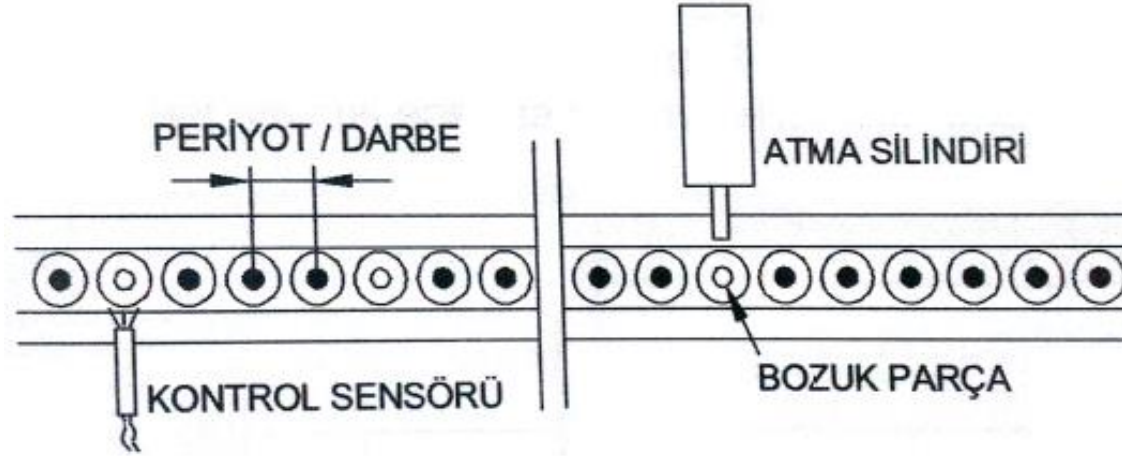 PERİYOT / DARBE
ATMA SİLİNDİRİ
KONTROL SENSÖRÜ
BOZUK PARÇA